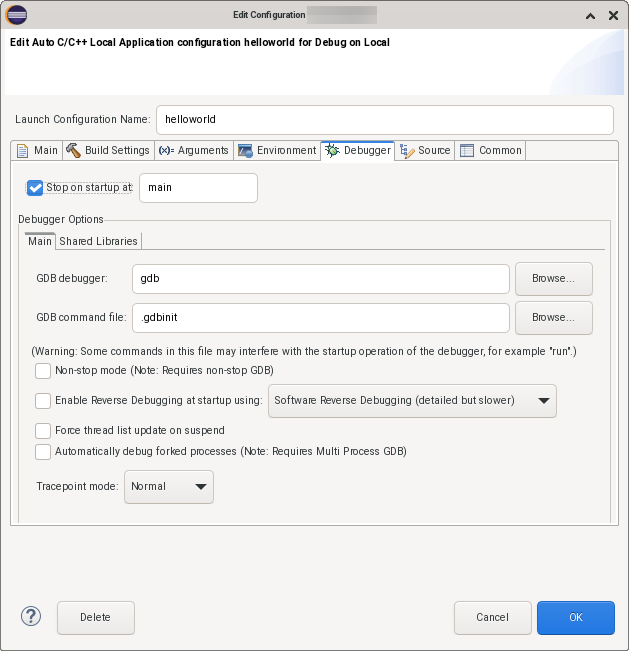 Edit Configuration
Edit Auto C/C++ Local Application configuration helloworld for Debug on Local
Launch Configuration Name: helloworld
Main Build Settings (x)= Arguments Environment Debugger Source Common
Stop on startup at: main
Debugger Options
Main Shared Libraries
GDB debugger: gdb Browse...
GDB command file: .gdbinit Browse...
(Warning: Some commands in this file may interfere with the startup operation of the debugger, for example "run".)
Non-stop mode (Note: Requires non-stop GDB)
Enable Reverse Debugging at startup using: Software Reverse Debugging (detailed but slower)
Force thread list update on suspend
Automatically debug forked processes (Note: Requires Multi Process GDB)
Tracepoint mode: Normal
? Delete Cancel OK